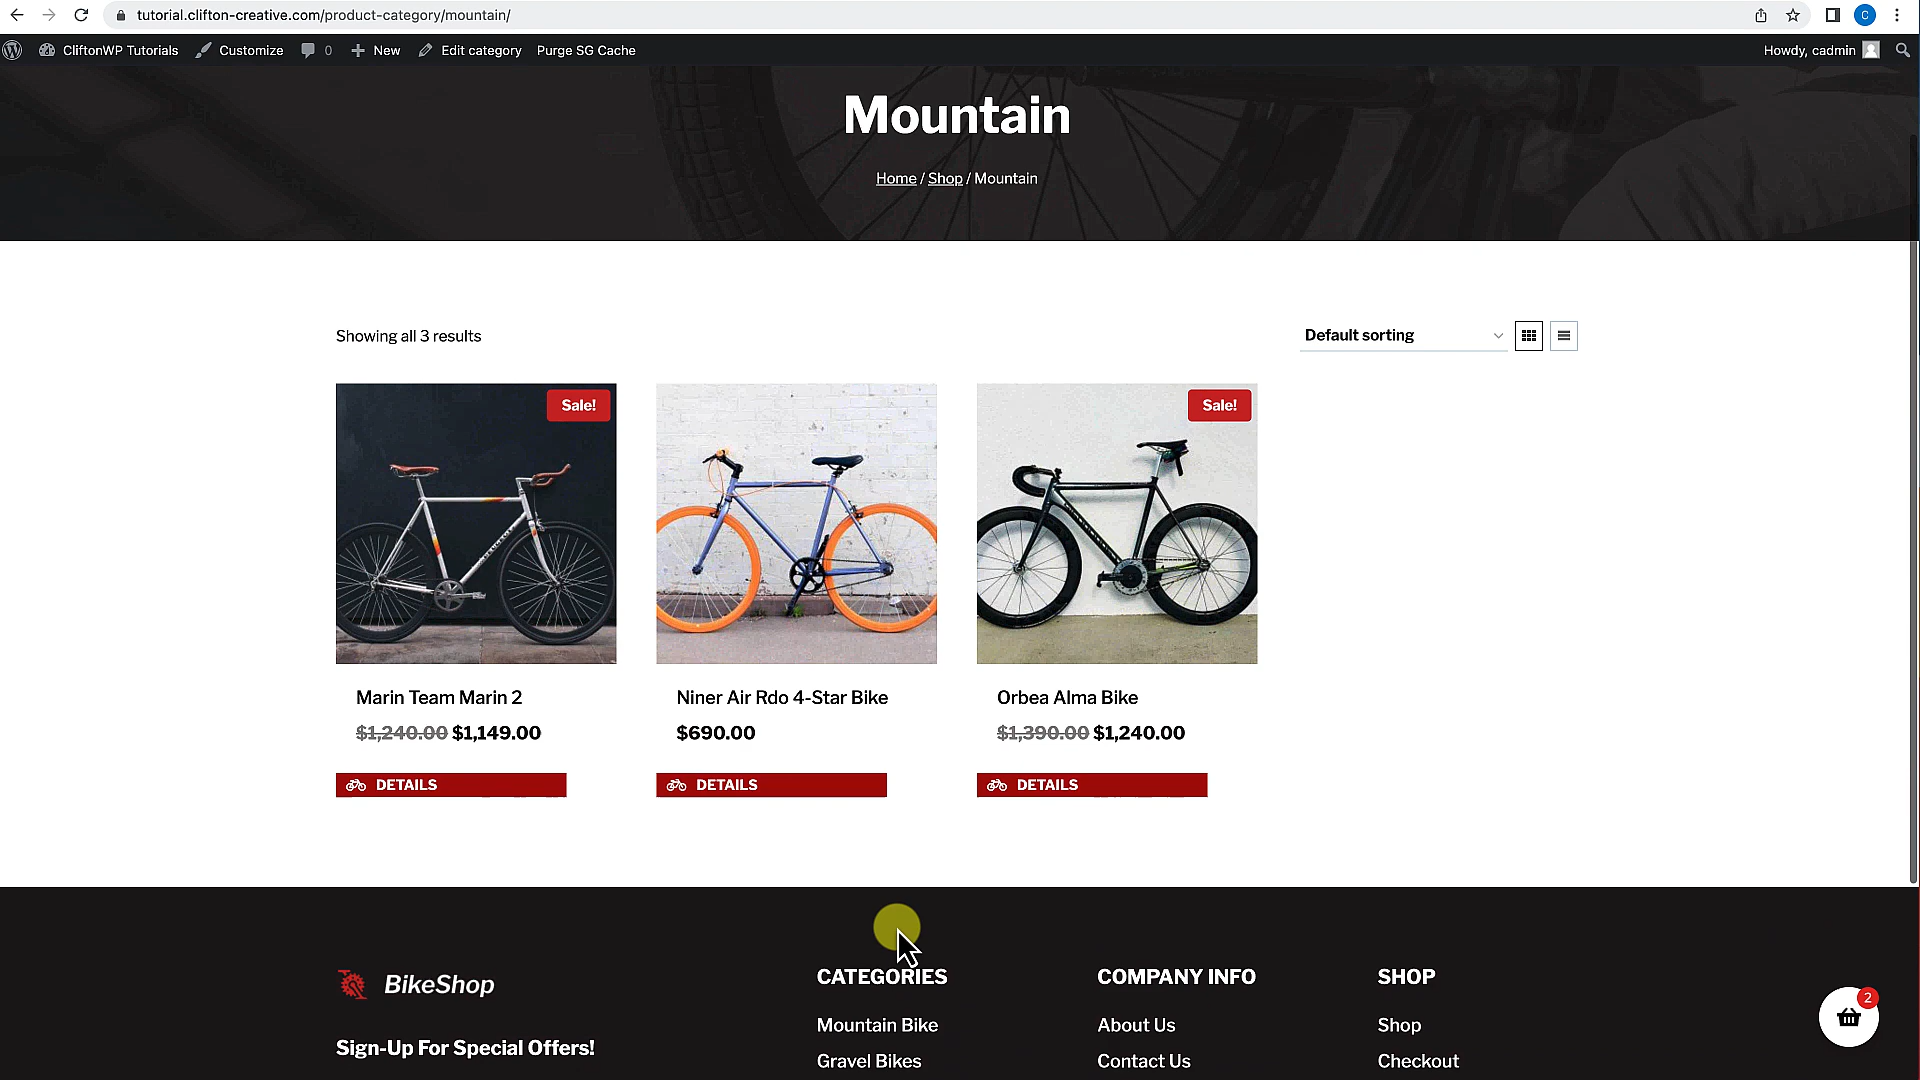 tutorial.clifton-creative.com/product-category/mountain/
C
CliftonWP Tutorials Customize 0 New Edit category Purge SG Cache Howdy, cadmin
Mountain
Home / Shop / Mountain
Showing all 3 results
Default sorting
Sale!
Sale!
Marin Team Marin 2
$1,240.00 $1,149.00
DETAILS
Niner Air Rdo 4-Star Bike
$690.00
DETAILS
Orbea Alma Bike
$1,390.00 $1,240.00
DETAILS
BikeShop
Sign-Up For Special Offers!
CATEGORIES
Mountain Bike
Gravel Bikes
COMPANY INFO
About Us
Contact Us
SHOP
Shop
Checkout
2